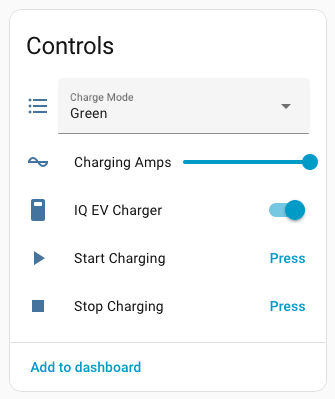 Controls
Charge Mode
Green
Charging Amps
IQ EV Charger
Start Charging Press
Stop Charging Press
Add to dashboard